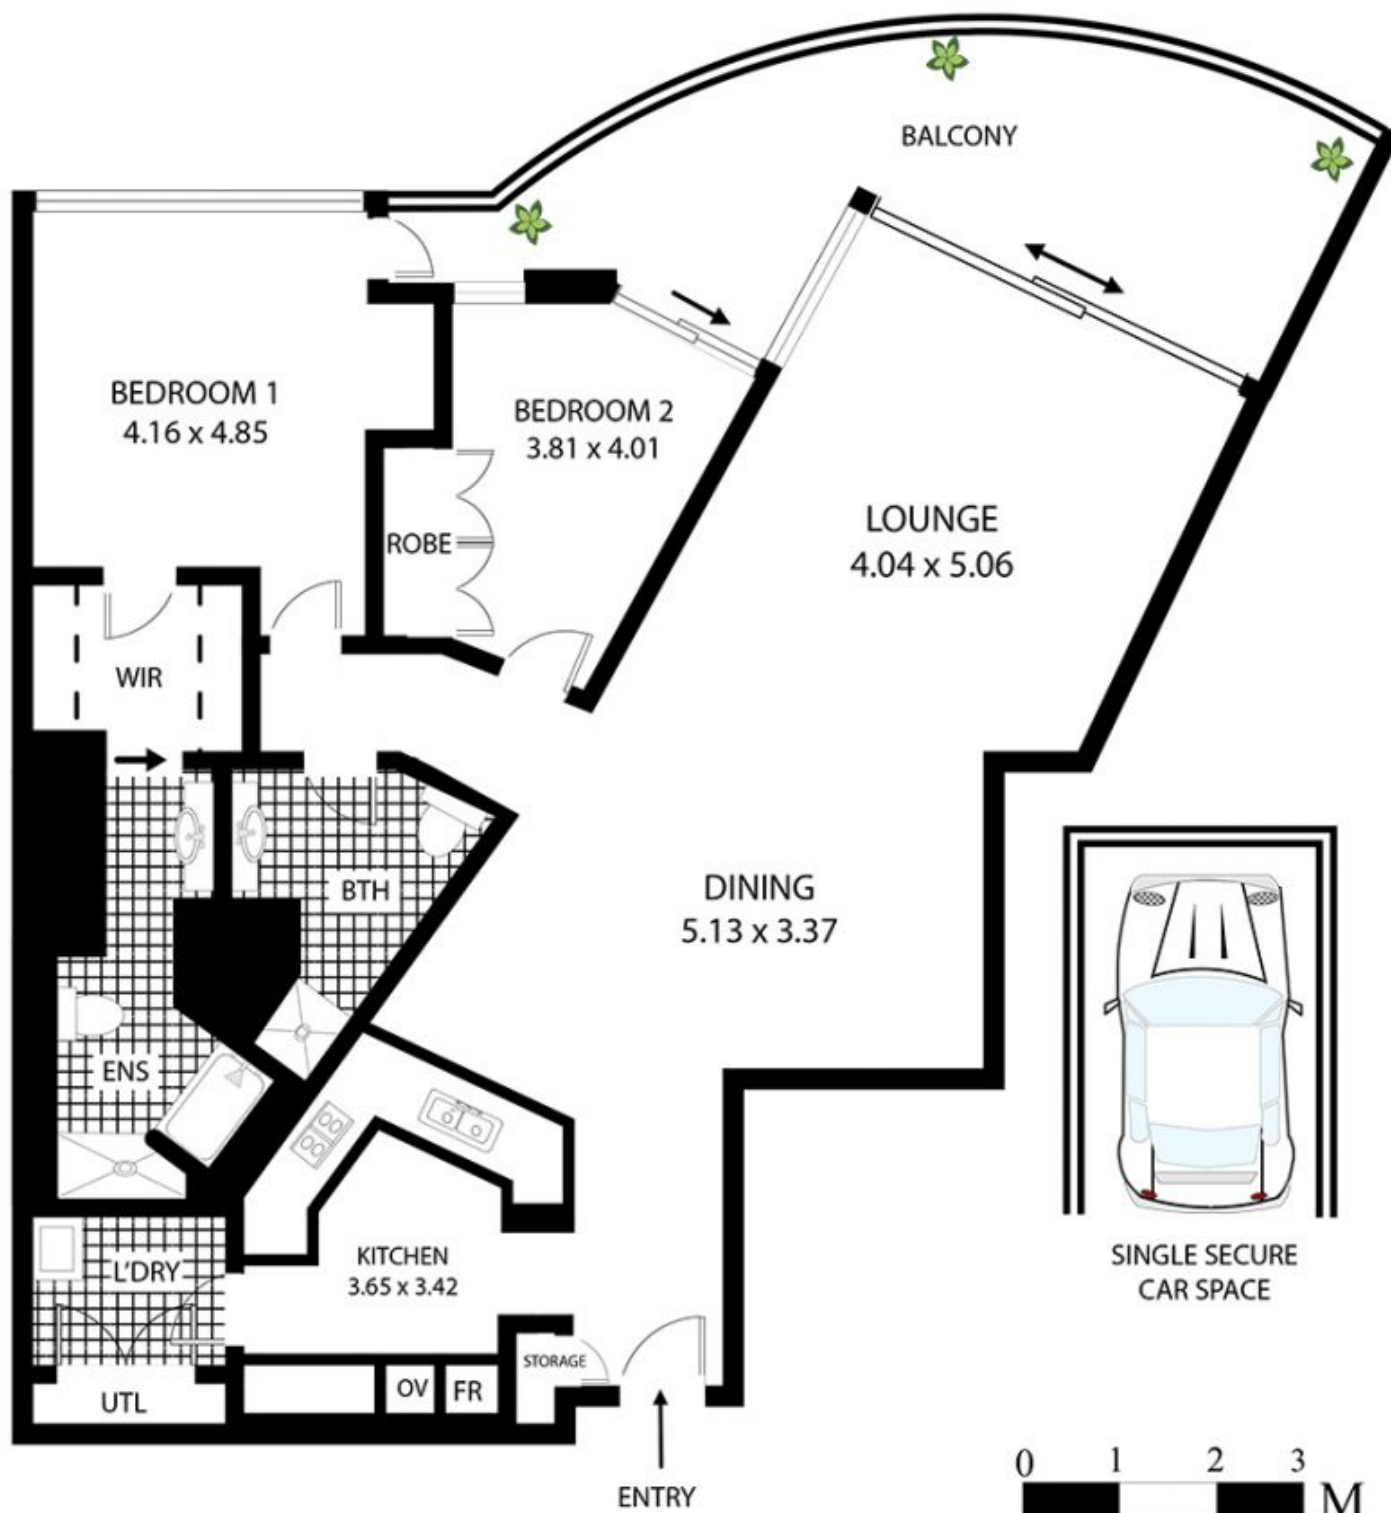 BALCONY
BEDROOM 1
4.16 x 4.85
BEDROOM 2
3.81 x 4.01
LOUNGE
4.04 x 5.06
ROBE
WIR
BTH
DINING
5.13 x 3.37
ENS
L'DRY
KITCHEN
3.65 x 3.42
SINGLE SECURE
CAR SPACE
STORAGE
UTL
OV
FR
ENTRY
0 1 2 3 M